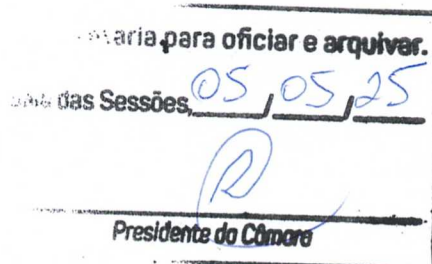 para oficiar e arquivar.
das Sessões, 05 / 05 / 25
Presidente da Câmara